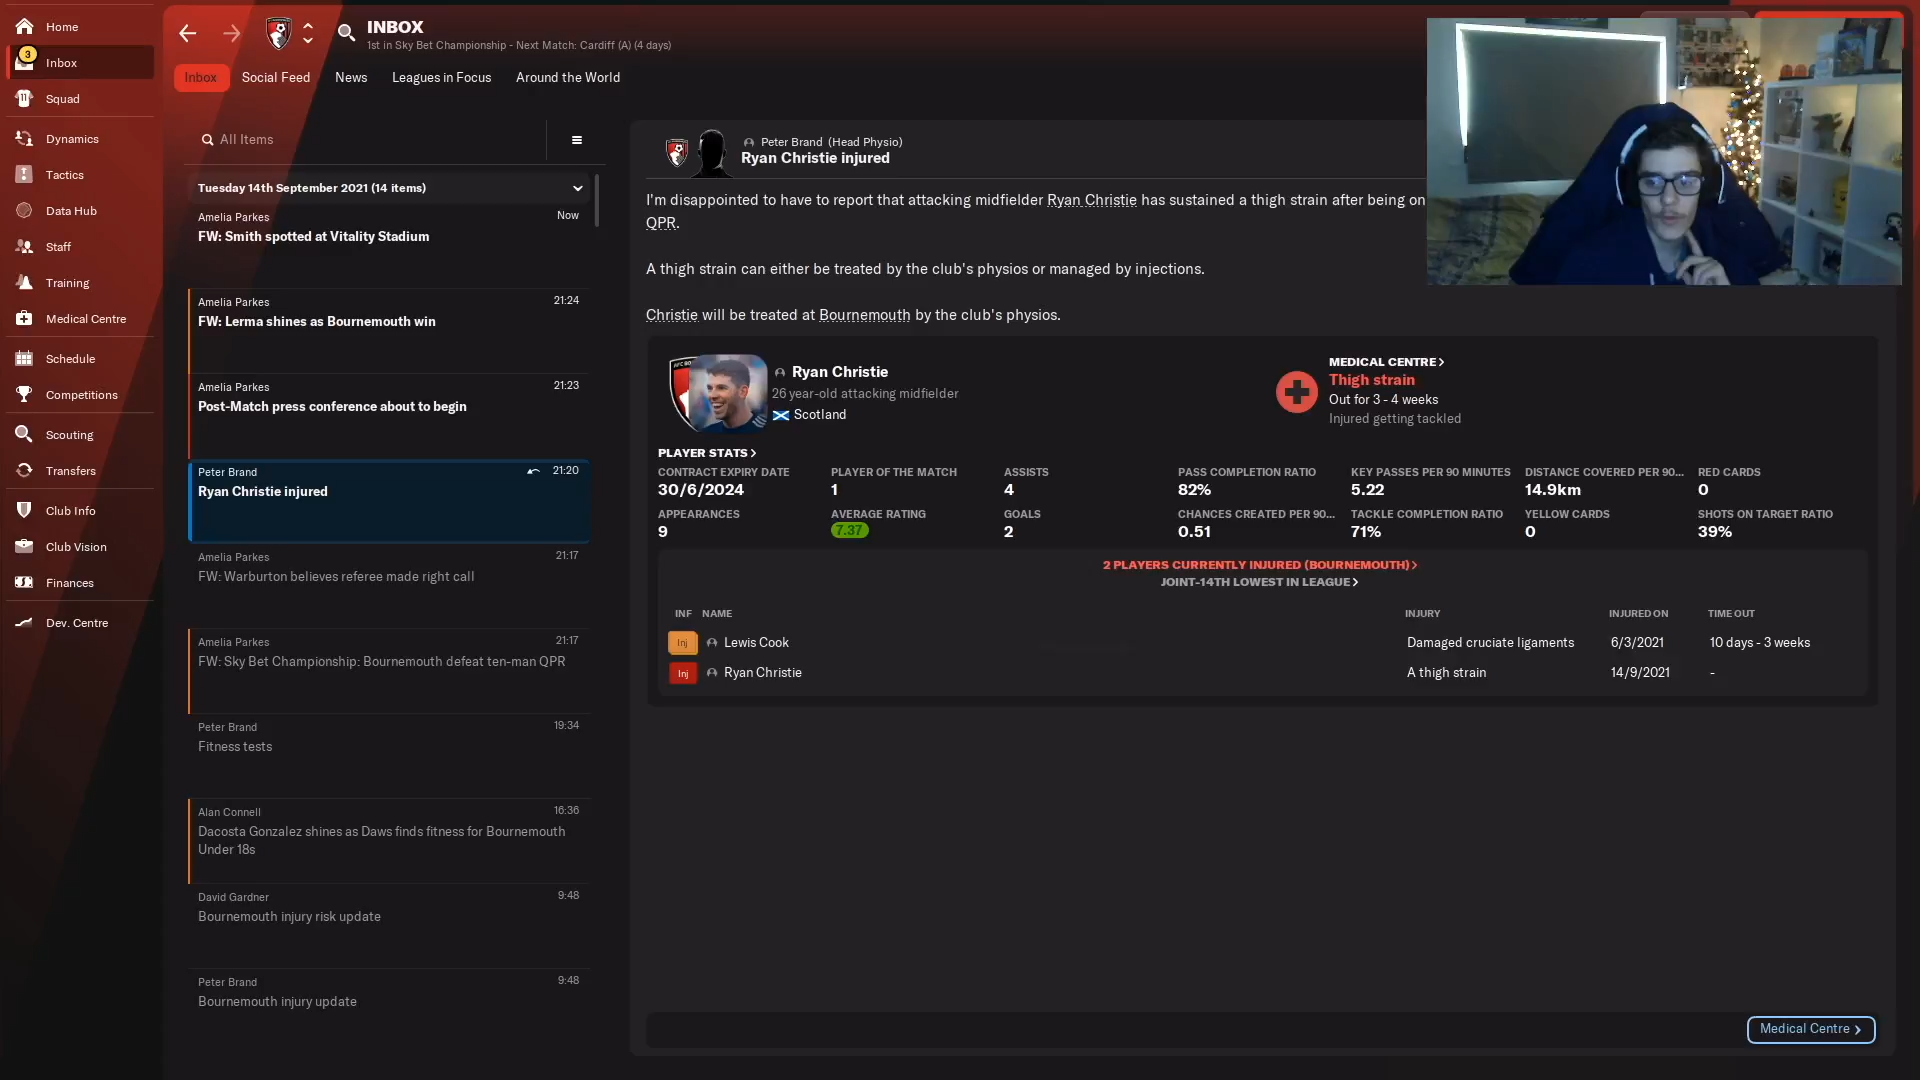 Home
3
Inbox
Squad
Dynamics
Tactics
Data Hub
Staff
Training
Medical Centre
Schedule
Competitions
Scouting
Transfers
Club Info
Club Vision
Finances
Dev. Centre
INBOX
1st in Sky Bet Championship - Next Match: Cardiff (A) (4 days)
Inbox
Social Feed
News
Leagues in Focus
Around the World
All Items
Tuesday 14th September 2021 (14 items)
Amelia Parkes
Now
FW: Smith spotted at Vitality Stadium
Amelia Parkes
21:24
FW: Lerma shines as Bournemouth win
Amelia Parkes
21:23
Post-Match press conference about to begin
Peter Brand
21:20
Ryan Christie injured
Amelia Parkes
21:17
FW: Warburton believes referee made right call
Amelia Parkes
21:17
FW: Sky Bet Championship: Bournemouth defeat ten-man QPR
Peter Brand
19:34
Fitness tests
Alan Connell
16:36
Dacosta Gonzalez shines as Daws finds fitness for Bournemouth
Under 18s
David Gardner
9:48
Bournemouth injury risk update
Peter Brand
9:48
Bournemouth injury update
Peter Brand (Head Physio)
Ryan Christie injured
I'm disappointed to have to report that attacking midfielder Ryan Christie has sustained a thigh strain after being on
QPR.
A thigh strain can either be treated by the club's physios or managed by injections.
Christie will be treated at Bournemouth by the club's physios.
Ryan Christie
26 year-old attacking midfielder
Scotland
MEDICAL CENTRE >
Thigh strain
Out for 3 - 4 weeks
Injured getting tackled
PLAYER STATS >
CONTRACT EXPIRY DATE
30/6/2024
PLAYER OF THE MATCH
1
ASSISTS
4
PASS COMPLETION RATIO
82%
KEY PASSES PER 90 MINUTES
5.22
DISTANCE COVERED PER 90...
14.9km
RED CARDS
0
APPEARANCES
9
AVERAGE RATING
7.37
GOALS
2
CHANCES CREATED PER 90...
0.51
TACKLE COMPLETION RATIO
71%
YELLOW CARDS
0
SHOTS ON TARGET RATIO
39%
2 PLAYERS CURRENTLY INJURED (BOURNEMOUTH) >
JOINT-14TH LOWEST IN LEAGUE >
INF NAME INJURY INJURED ON TIME OUT
Inj Lewis Cook Damaged cruciate ligaments 6/3/2021 10 days - 3 weeks
Inj Ryan Christie A thigh strain 14/9/2021 -
Medical Centre >